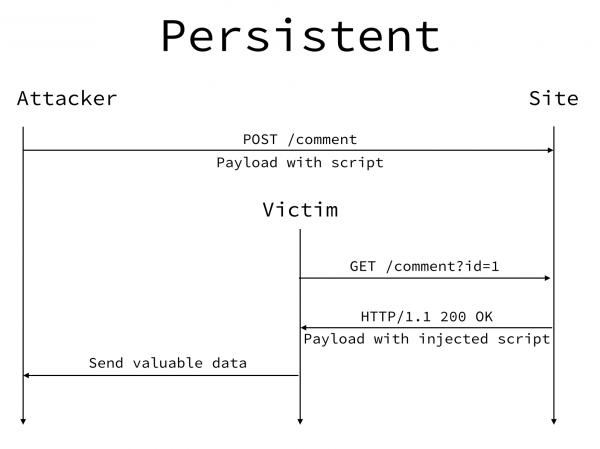 Persistent
Attacker
Site
POST /comment
Payload with script
Victim
GET /comment?id=1
HTTP/1.1 200 OK
Payload with injected script
Send valuable data